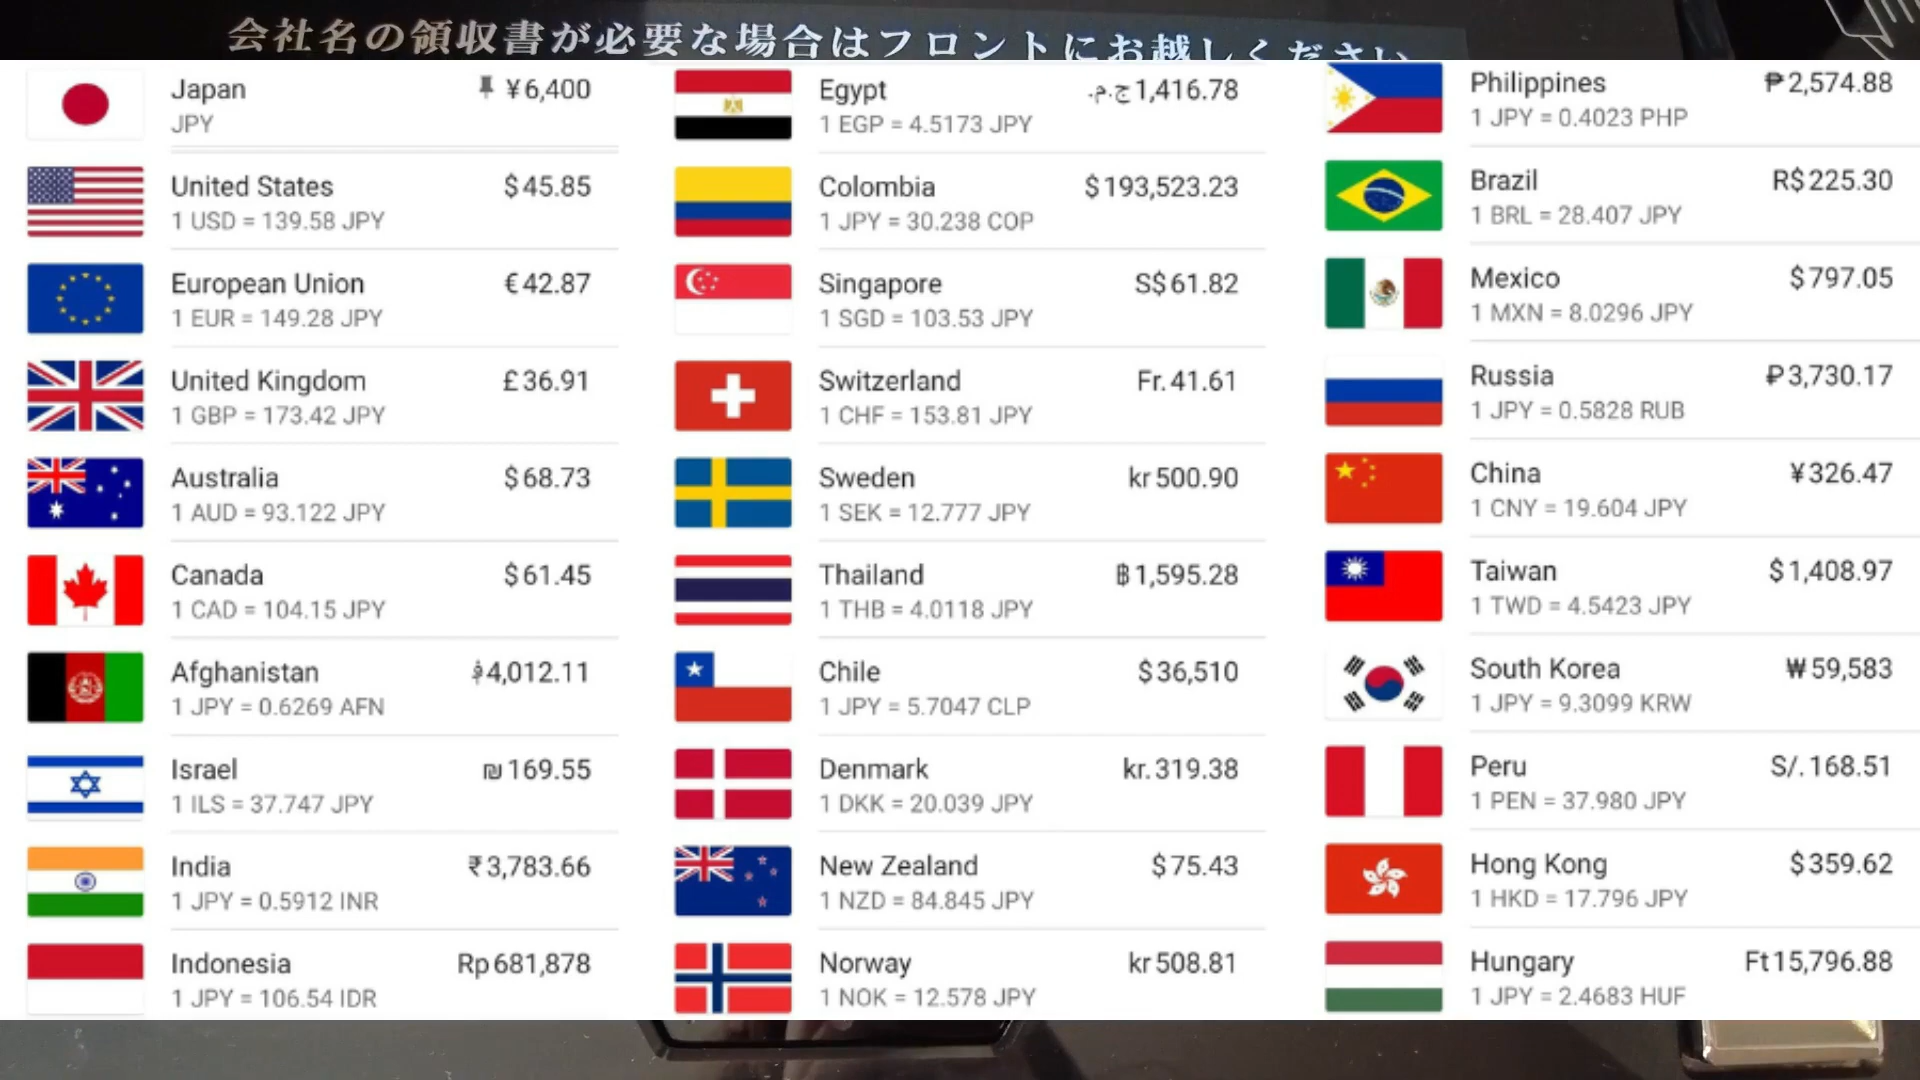 会社名の領収書が必要な場合はフロントにお越しください
Japan ¥6,400
JPY
United States $45.85
1 USD = 139.58 JPY
European Union €42.87
1 EUR = 149.28 JPY
United Kingdom £36.91
1 GBP = 173.42 JPY
Australia $68.73
1 AUD = 93.122 JPY
Canada $61.45
1 CAD = 104.15 JPY
Afghanistan ؋4,012.11
1 JPY = 0.6269 AFN
Israel ₪169.55
1 ILS = 37.747 JPY
India ₹3,783.66
1 JPY = 0.5912 INR
Indonesia Rp681,878
1 JPY = 106.54 IDR
Egypt ج.م.1,416.78
1 EGP = 4.5173 JPY
Colombia $193,523.23
1 JPY = 30.238 COP
Singapore S$61.82
1 SGD = 103.53 JPY
Switzerland Fr.41.61
1 CHF = 153.81 JPY
Sweden kr500.90
1 SEK = 12.777 JPY
Thailand ฿1,595.28
1 THB = 4.0118 JPY
Chile $36,510
1 JPY = 5.7047 CLP
Denmark kr.319.38
1 DKK = 20.039 JPY
New Zealand $75.43
1 NZD = 84.845 JPY
Norway kr508.81
1 NOK = 12.578 JPY
Philippines ₱2,574.88
1 JPY = 0.4023 PHP
Brazil R$225.30
1 BRL = 28.407 JPY
Mexico $797.05
1 MXN = 8.0296 JPY
Russia ₽3,730.17
1 JPY = 0.5828 RUB
China ¥326.47
1 CNY = 19.604 JPY
Taiwan $1,408.97
1 TWD = 4.5423 JPY
South Korea ₩59,583
1 JPY = 9.3099 KRW
Peru S/.168.51
1 PEN = 37.980 JPY
Hong Kong $359.62
1 HKD = 17.796 JPY
Hungary Ft15,796.88
1 JPY = 2.4683 HUF